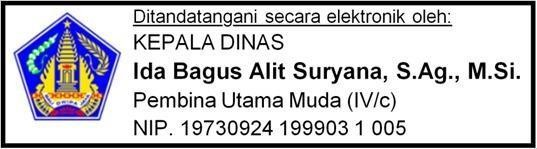 Ditandatangani secara elektronik oleh:
KEPALA DINAS
Ida Bagus Alit Suryana, S.Ag., M.Si.
Pembina Utama Muda (IV/c)
NIP. 19730924 199903 1 005